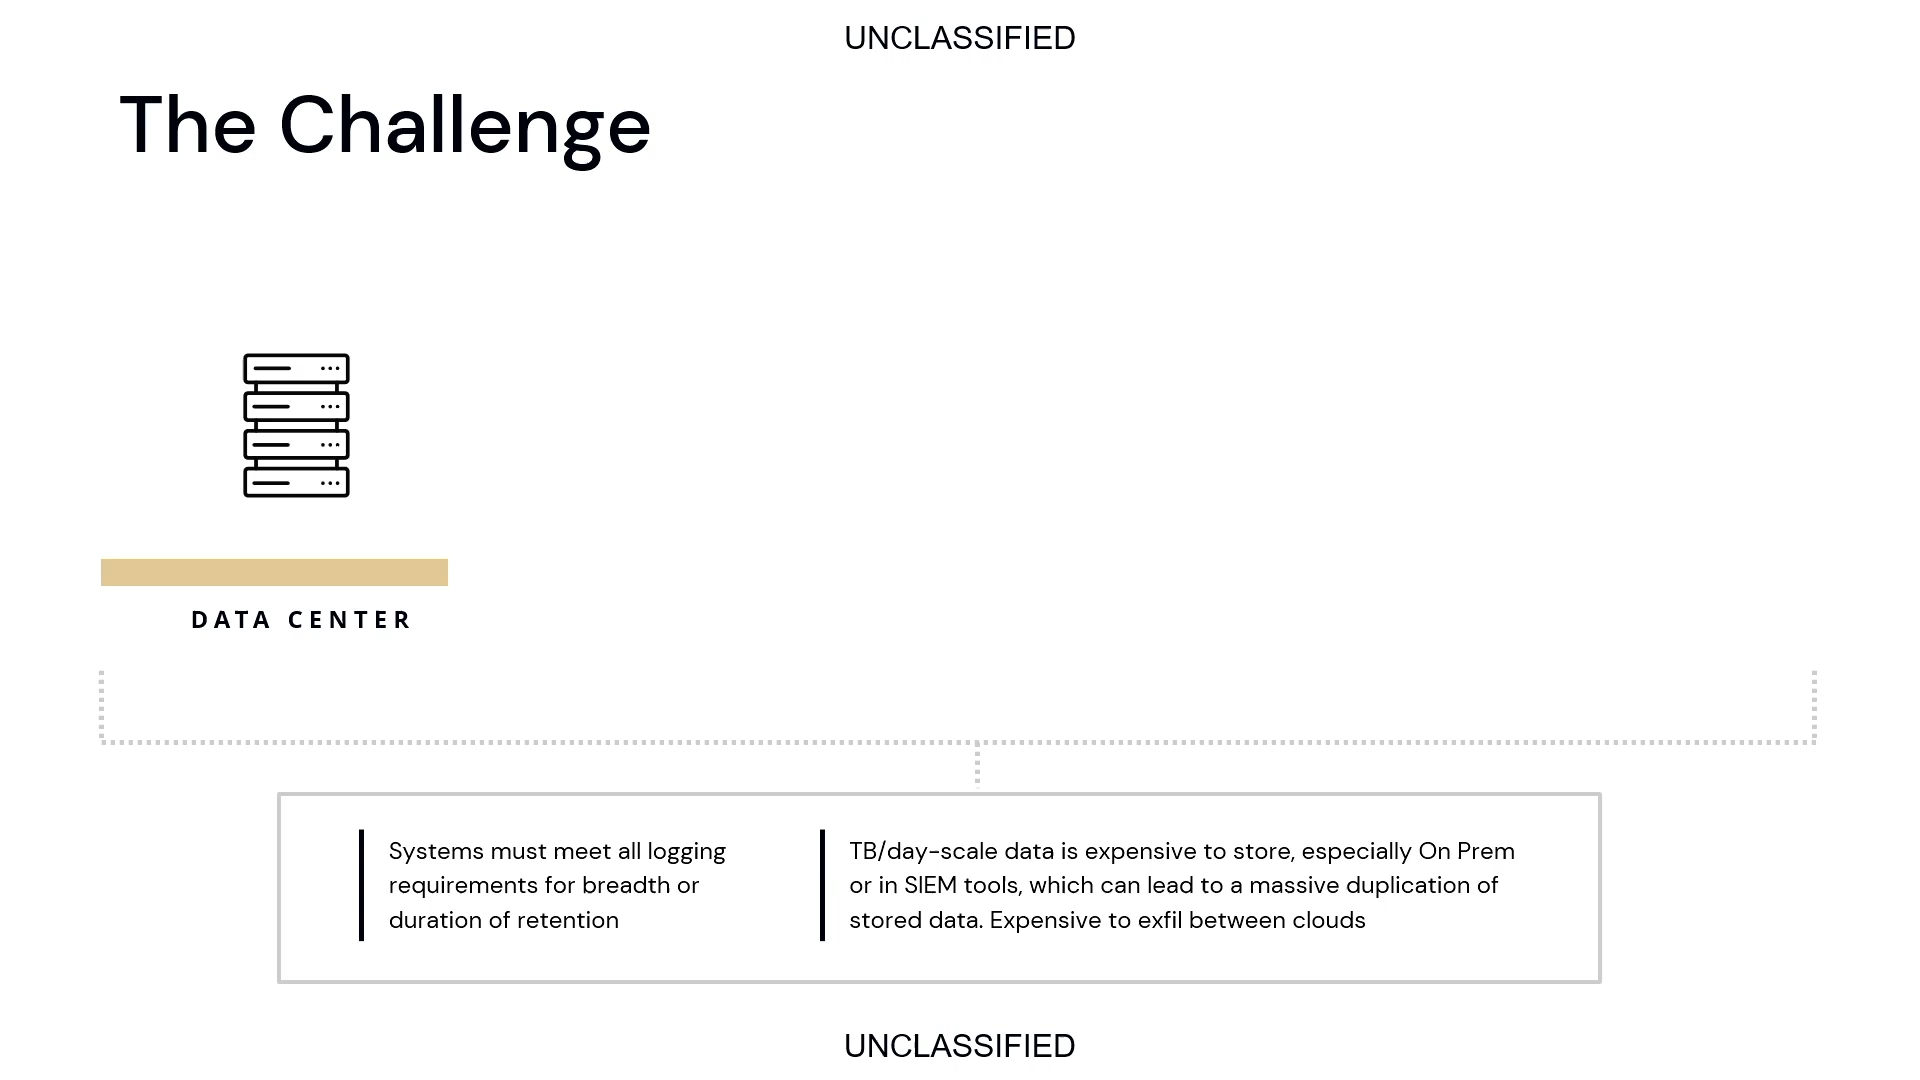 UNCLASSIFIED
The Challenge
DATA CENTER
Systems must meet all logging
requirements for breadth or
duration of retention
TB/day-scale data is expensive to store, especially On Prem
or in SIEM tools, which can lead to a massive duplication of
stored data. Expensive to exfil between clouds
UNCLASSIFIED